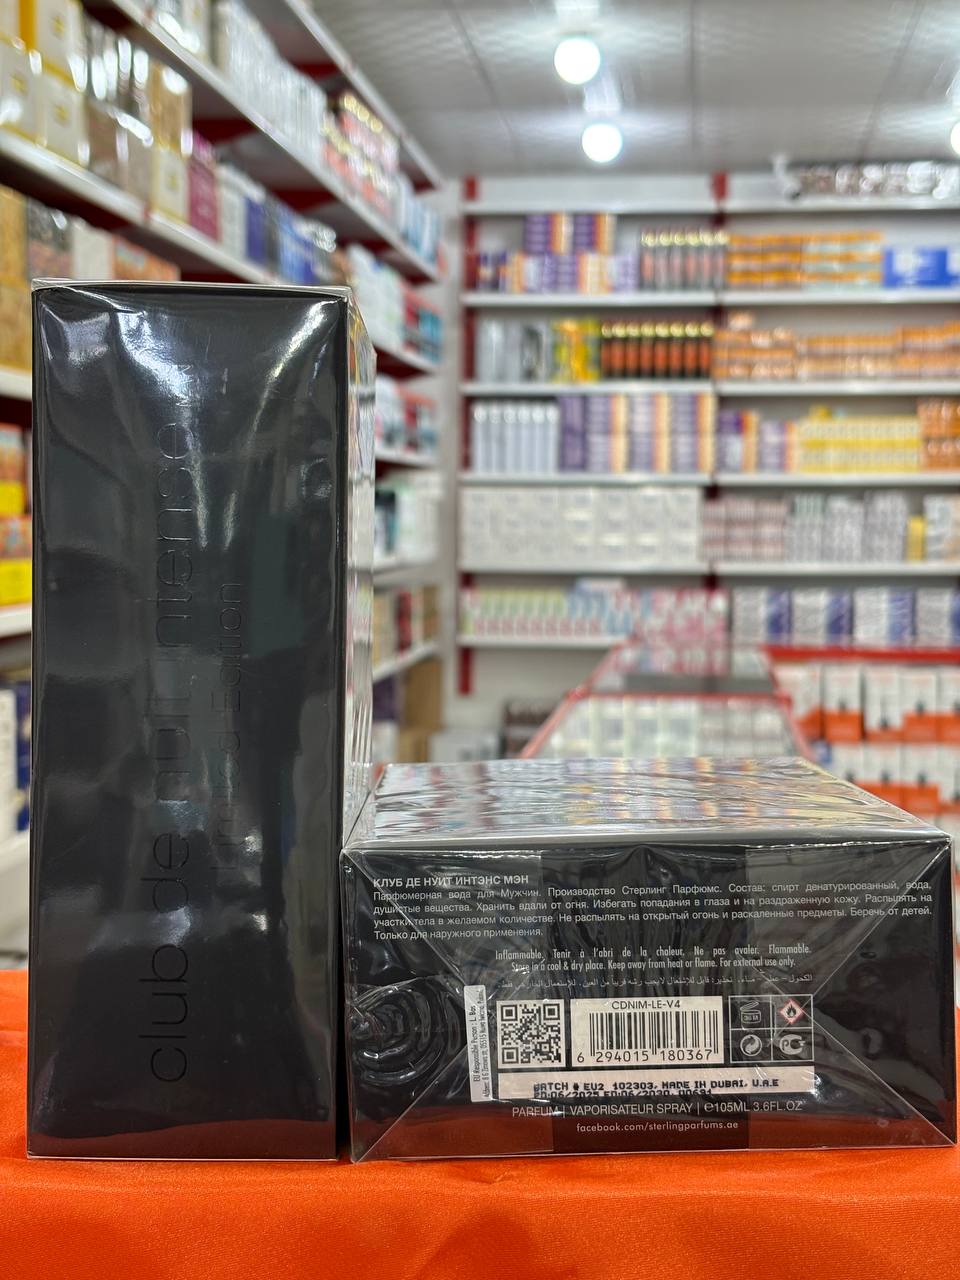 club de nuit intense MAN
Limited Edition
КЛУБ ДЕ НУИТ ИНТЭНС МЭН
Парфюмерная вода для Мужчин. Производство Стерлинг Парфюмс. Состав: спирт денатурированный, вода,
душистые вещества. Хранить вдали от огня. Избегать попадания в глаза и на раздраженную кожу. Распылять на
участки тела в желаемом количестве. Не распылять на открытый огонь и раскаленные предметы. Беречь от детей.
Только для наружного применения.
Inflammable. Tenir à l'abri de la chaleur, Ne pas avaler. Flammable.
Store in a cool & dry place. Keep away from heat or flame. For external use only.
EU Responsible Person: L. Bas
CDNIM-LE-V4
6 294015 180367
BATCH # EU2 102303, MADE IN DUBAI, U.A.E
PARFUM | VAPORISATEUR SPRAY | ℮105ML 3.6FL.OZ
facebook.com/sterlingparfums.ae